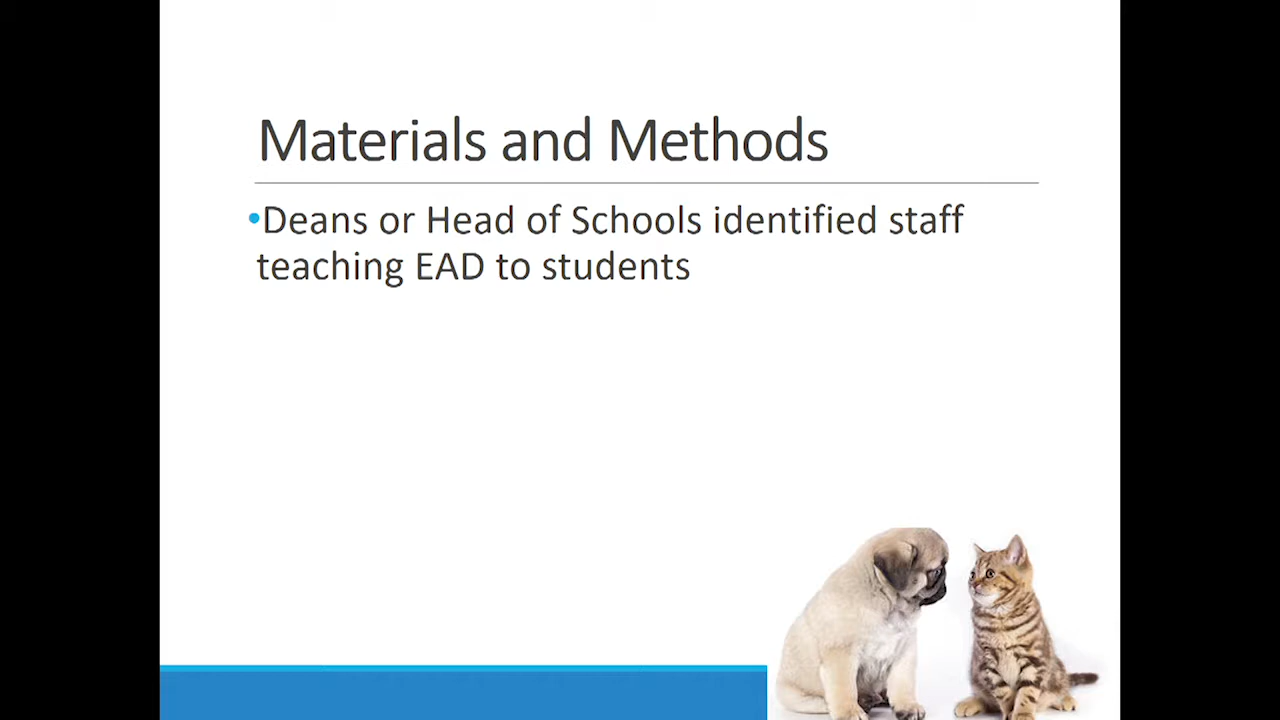 Materials and Methods
•Deans or Head of Schools identified staff
teaching EAD to students